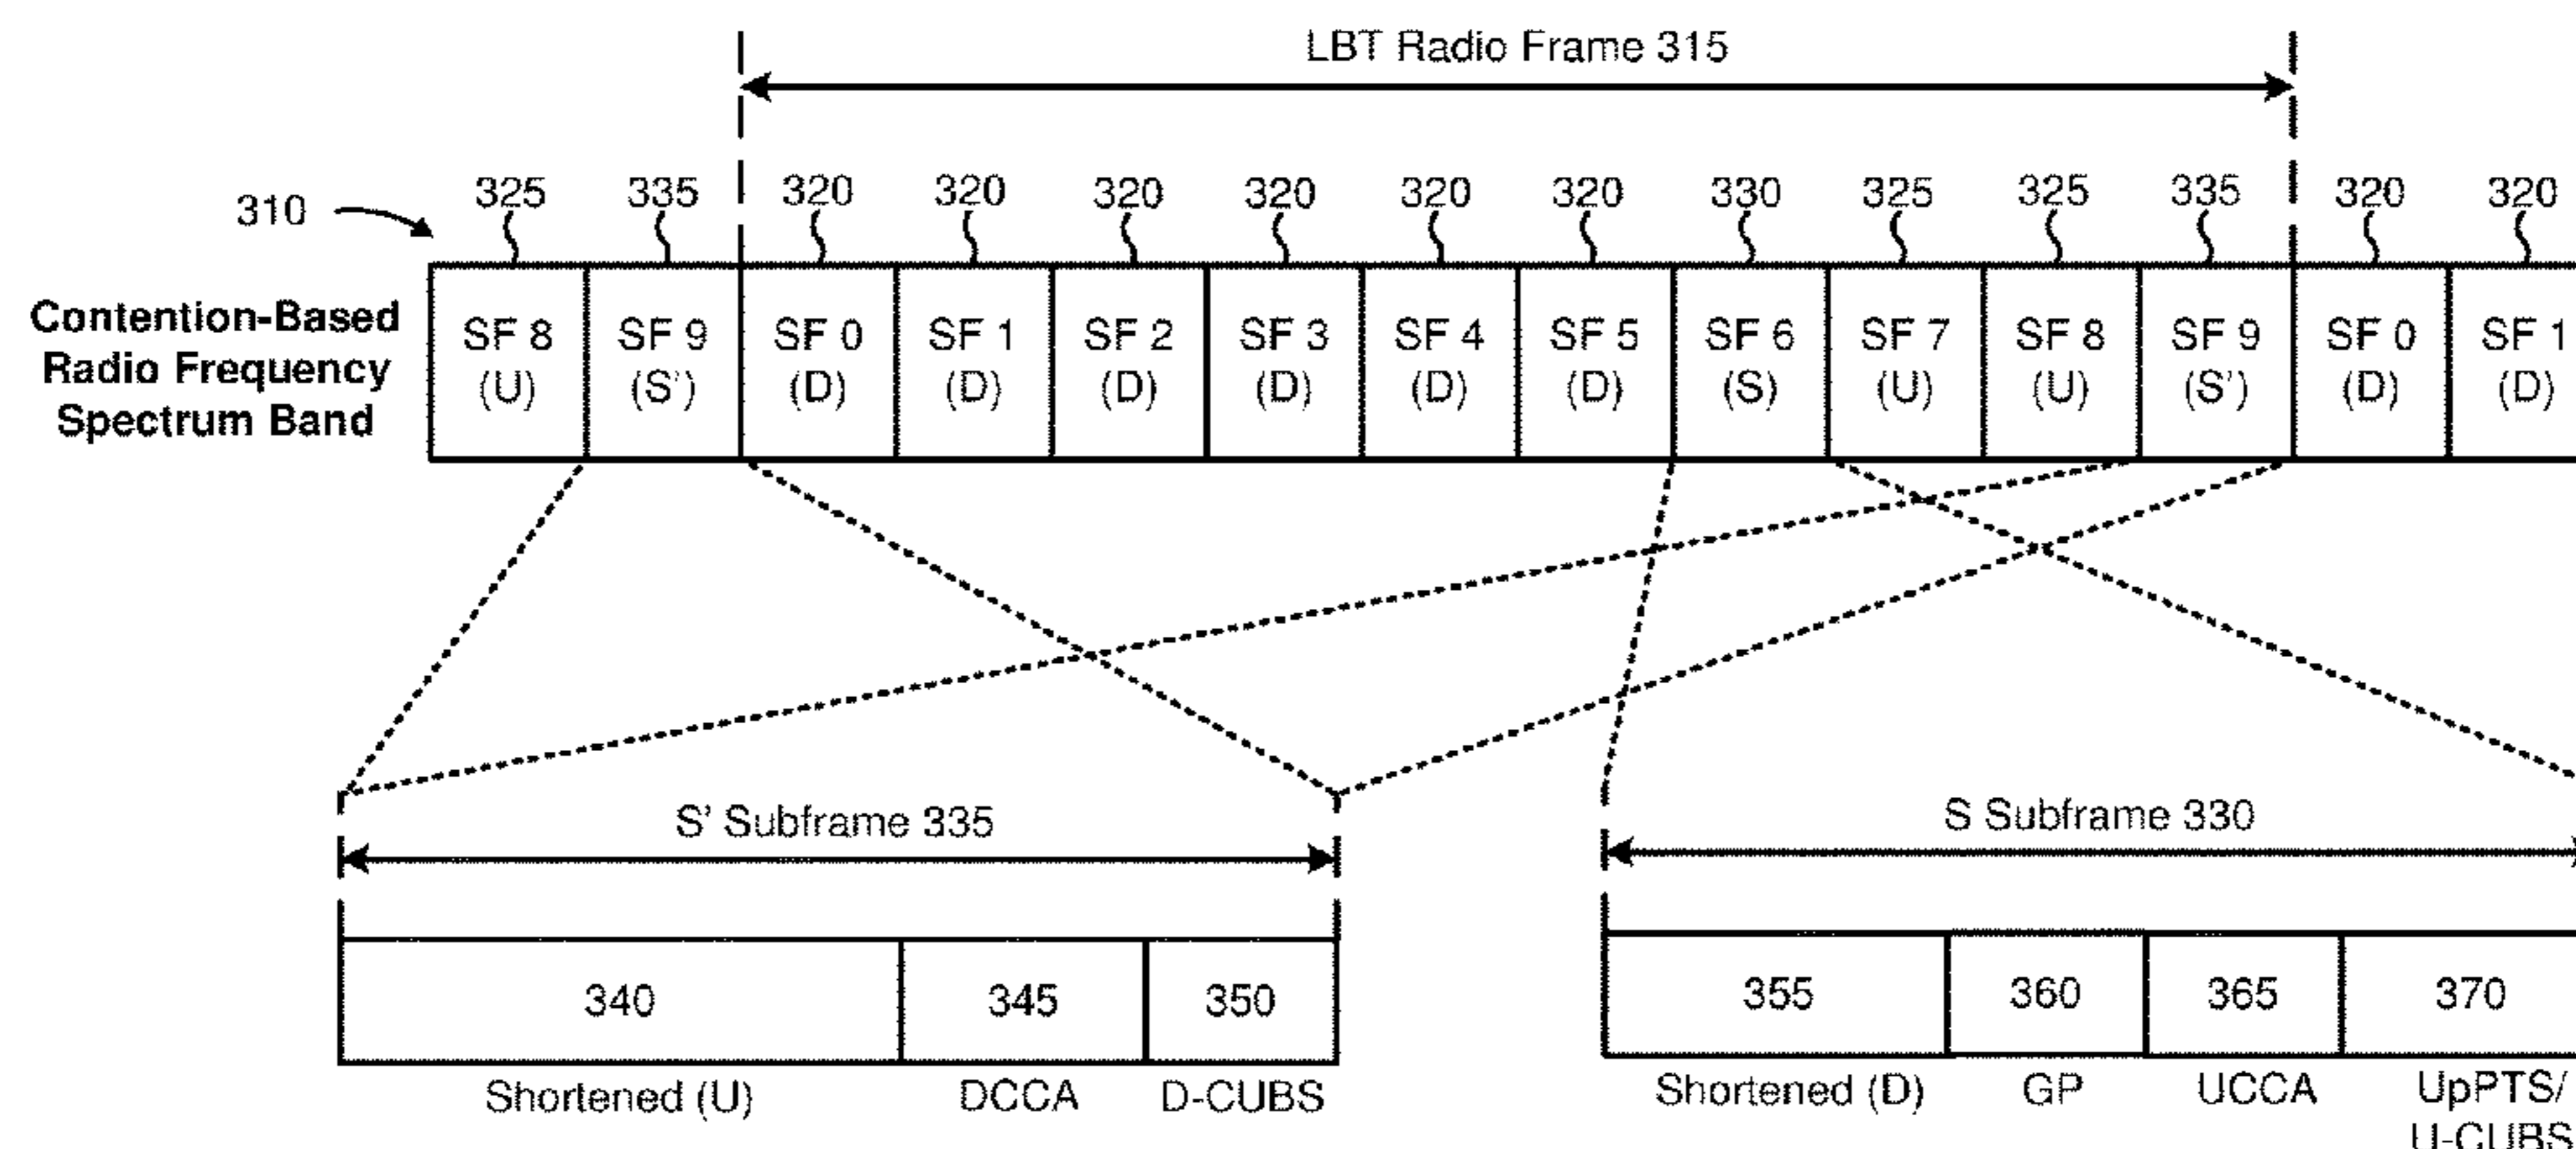 LBT Radio Frame 315
310
325 335 320 320 320 320 320 320 330 325 325 335 320 320
Contention-Based
Radio Frequency
Spectrum Band
SF 8 SF 9 SF 0 SF 1 SF 2 SF 3 SF 4 SF 5 SF 6 SF 7 SF 8 SF 9 SF 0 SF 1
(U) (S') (D) (D) (D) (D) (D) (D) (S) (U) (U) (S') (D) (D)
S' Subframe 335
S Subframe 330
340 345 350
355 360 365 370
Shortened (U) DCCA D-CUBS
Shortened (D) GP UCCA UpPTS/
U-CUBS